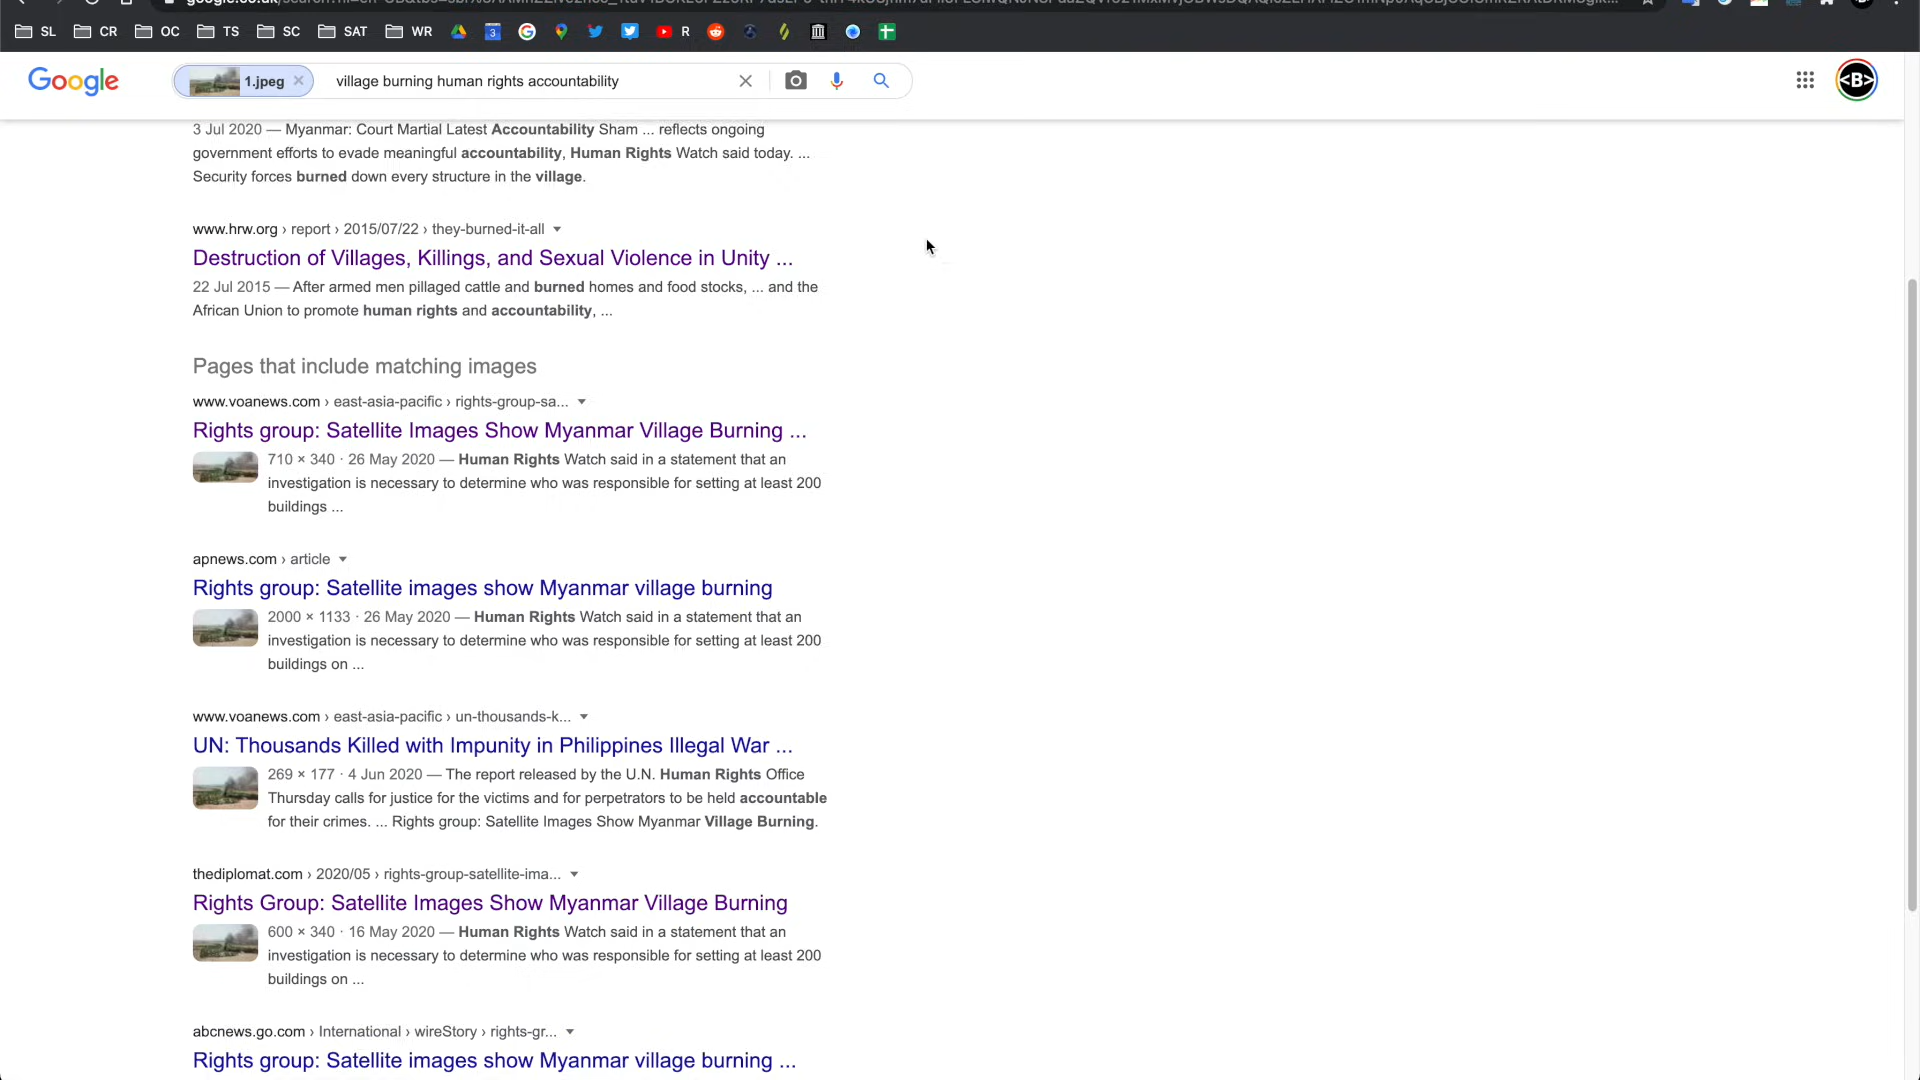 SL CR OC TS SC SAT WR 3 R
Google 1.jpeg village burning human rights accountability <B>
3 Jul 2020 — Myanmar: Court Martial Latest Accountability Sham ... reflects ongoing
government efforts to evade meaningful accountability, Human Rights Watch said today. ...
Security forces burned down every structure in the village.
www.hrw.org › report › 2015/07/22 › they-burned-it-all
Destruction of Villages, Killings, and Sexual Violence in Unity ...
22 Jul 2015 — After armed men pillaged cattle and burned homes and food stocks, ... and the
African Union to promote human rights and accountability, ...
Pages that include matching images
www.voanews.com › east-asia-pacific › rights-group-sa...
Rights group: Satellite Images Show Myanmar Village Burning ...
710 × 340 · 26 May 2020 — Human Rights Watch said in a statement that an
investigation is necessary to determine who was responsible for setting at least 200
buildings ...
apnews.com › article
Rights group: Satellite images show Myanmar village burning
2000 × 1133 · 26 May 2020 — Human Rights Watch said in a statement that an
investigation is necessary to determine who was responsible for setting at least 200
buildings on ...
www.voanews.com › east-asia-pacific › un-thousands-k...
UN: Thousands Killed with Impunity in Philippines Illegal War ...
269 × 177 · 4 Jun 2020 — The report released by the U.N. Human Rights Office
Thursday calls for justice for the victims and for perpetrators to be held accountable
for their crimes. ... Rights group: Satellite Images Show Myanmar Village Burning.
thediplomat.com › 2020/05 › rights-group-satellite-ima...
Rights Group: Satellite Images Show Myanmar Village Burning
600 × 340 · 16 May 2020 — Human Rights Watch said in a statement that an
investigation is necessary to determine who was responsible for setting at least 200
buildings on ...
abcnews.go.com › International › wireStory › rights-gr...
Rights group: Satellite images show Myanmar village burning ...